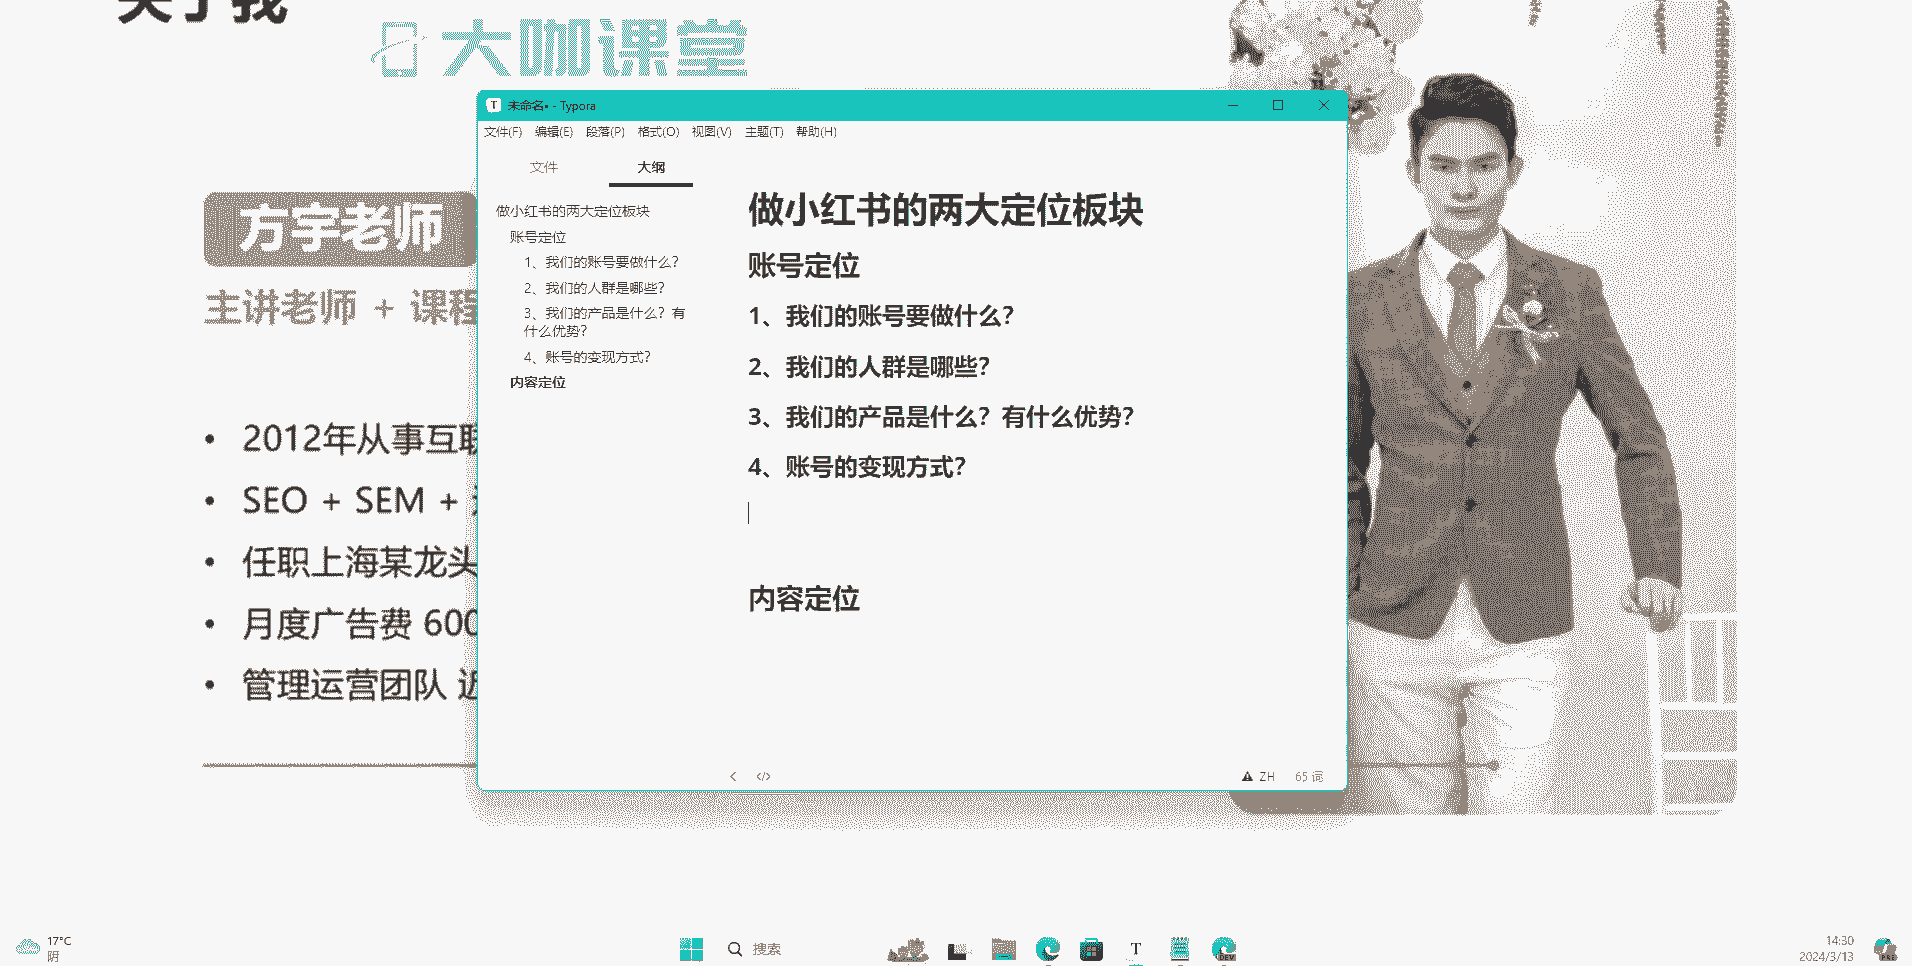 关于我
大咖课堂
方宇老师
主讲老师 + 课程
2012年从事互联
SEO + SEM +
任职上海某龙头
月度广告费 600
管理运营团队 近
T 未命名• - Typora
文件(F) 编辑(E) 段落(P) 格式(O) 视图(V) 主题(T) 帮助(H)
文件 大纲
做小红书的两大定位板块
账号定位
1、我们的账号要做什么？
2、我们的人群是哪些？
3、我们的产品是什么？有
什么优势？
4、账号的变现方式？
内容定位
做小红书的两大定位板块
账号定位
1、我们的账号要做什么？
2、我们的人群是哪些？
3、我们的产品是什么？有什么优势？
4、账号的变现方式？
内容定位
</> ZH 65 词
17°C
阴
搜索
T
DEV
14:30
2024/3/13
PRE